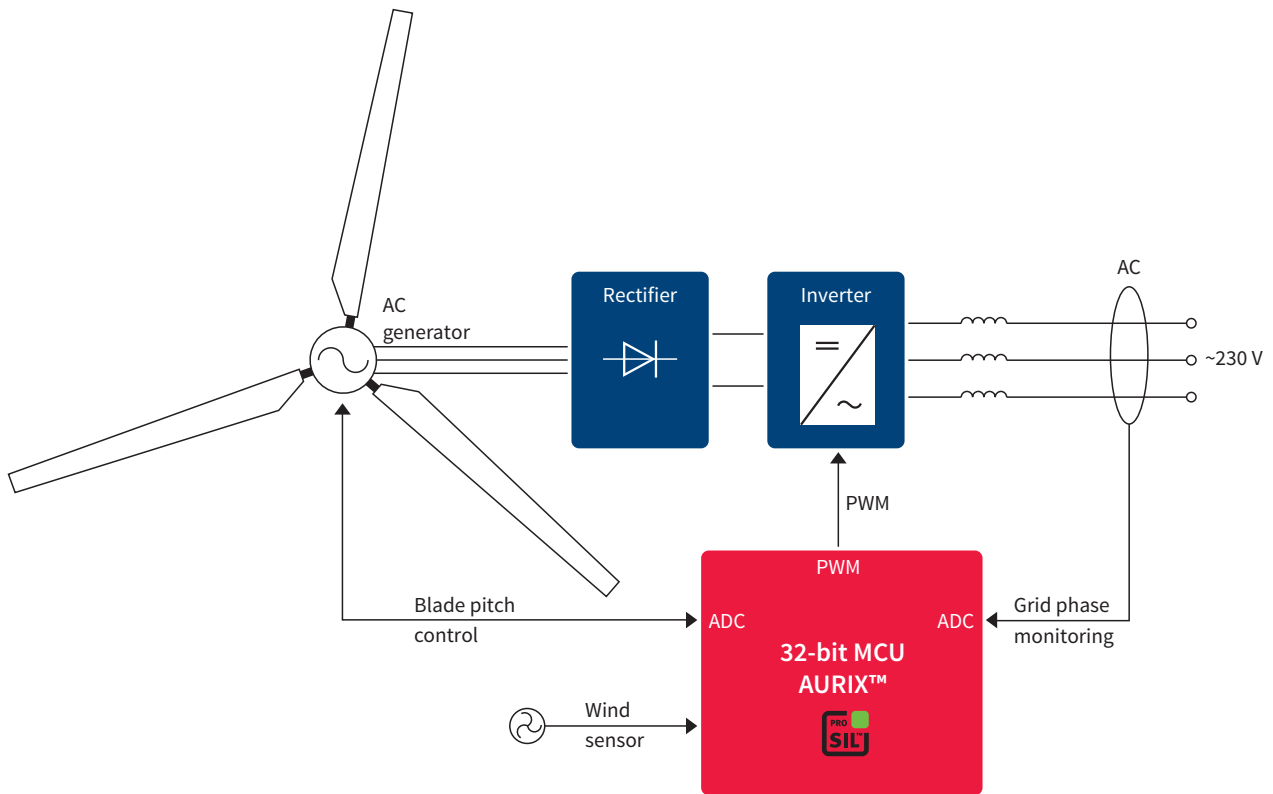 AC
generator
Rectifier
Inverter
AC
~230 V
PWM
PWM
Blade pitch
control
ADC
ADC
Grid phase
monitoring
32-bit MCU
AURIX™
Wind
sensor
PRO
SIL™